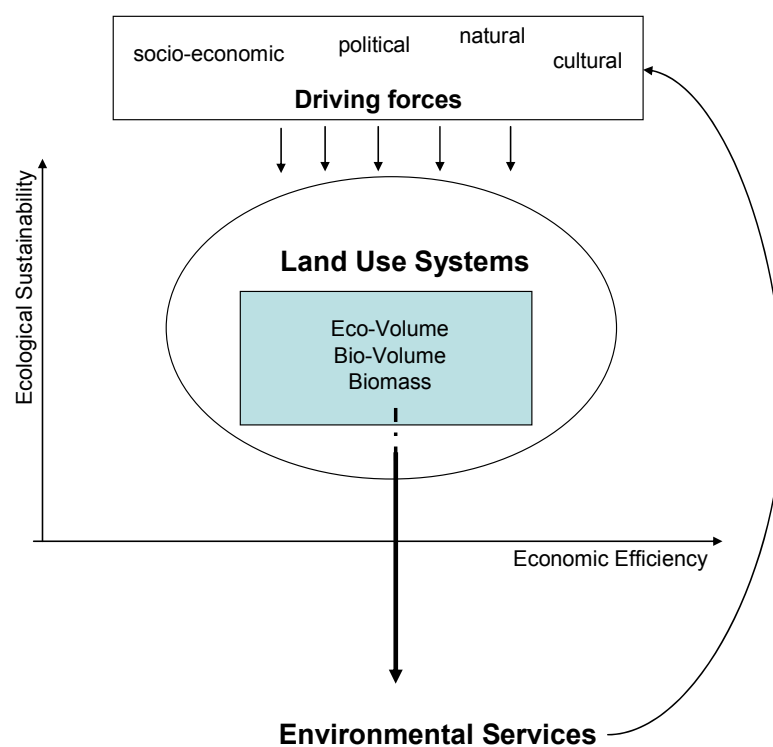 socio-economic political natural cultural
Driving forces
Ecological Sustainability
Land Use Systems
Eco-Volume
Bio-Volume
Biomass
Economic Efficiency
Environmental Services